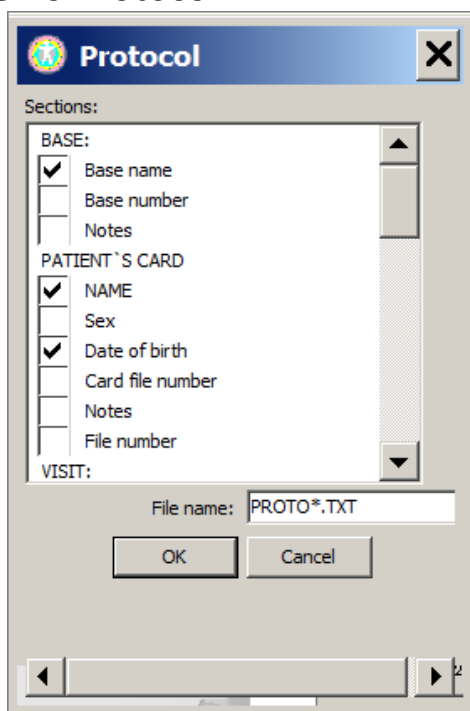 Protocol
Sections:
BASE:
Base name
Base number
Notes
PATIENT`S CARD
NAME
Sex
Date of birth
Card file number
Notes
File number
VISIT:
File name: PROTO*.TXT
OK Cancel